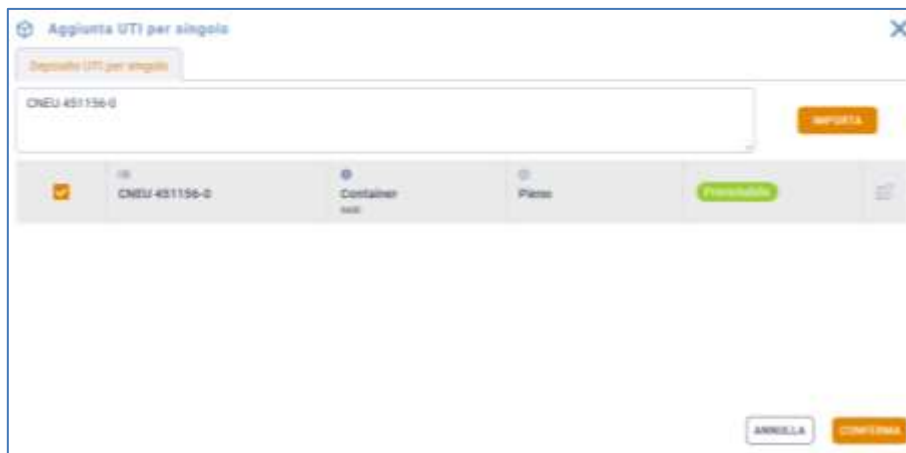 Aggiunta UTI per singolo
Deposito UTI per singolo
CNEU 451156-0
IMPORTA
CNEU 451156-0
Container
Pieno
Prenotabile
ANNULLA
CONFERMA